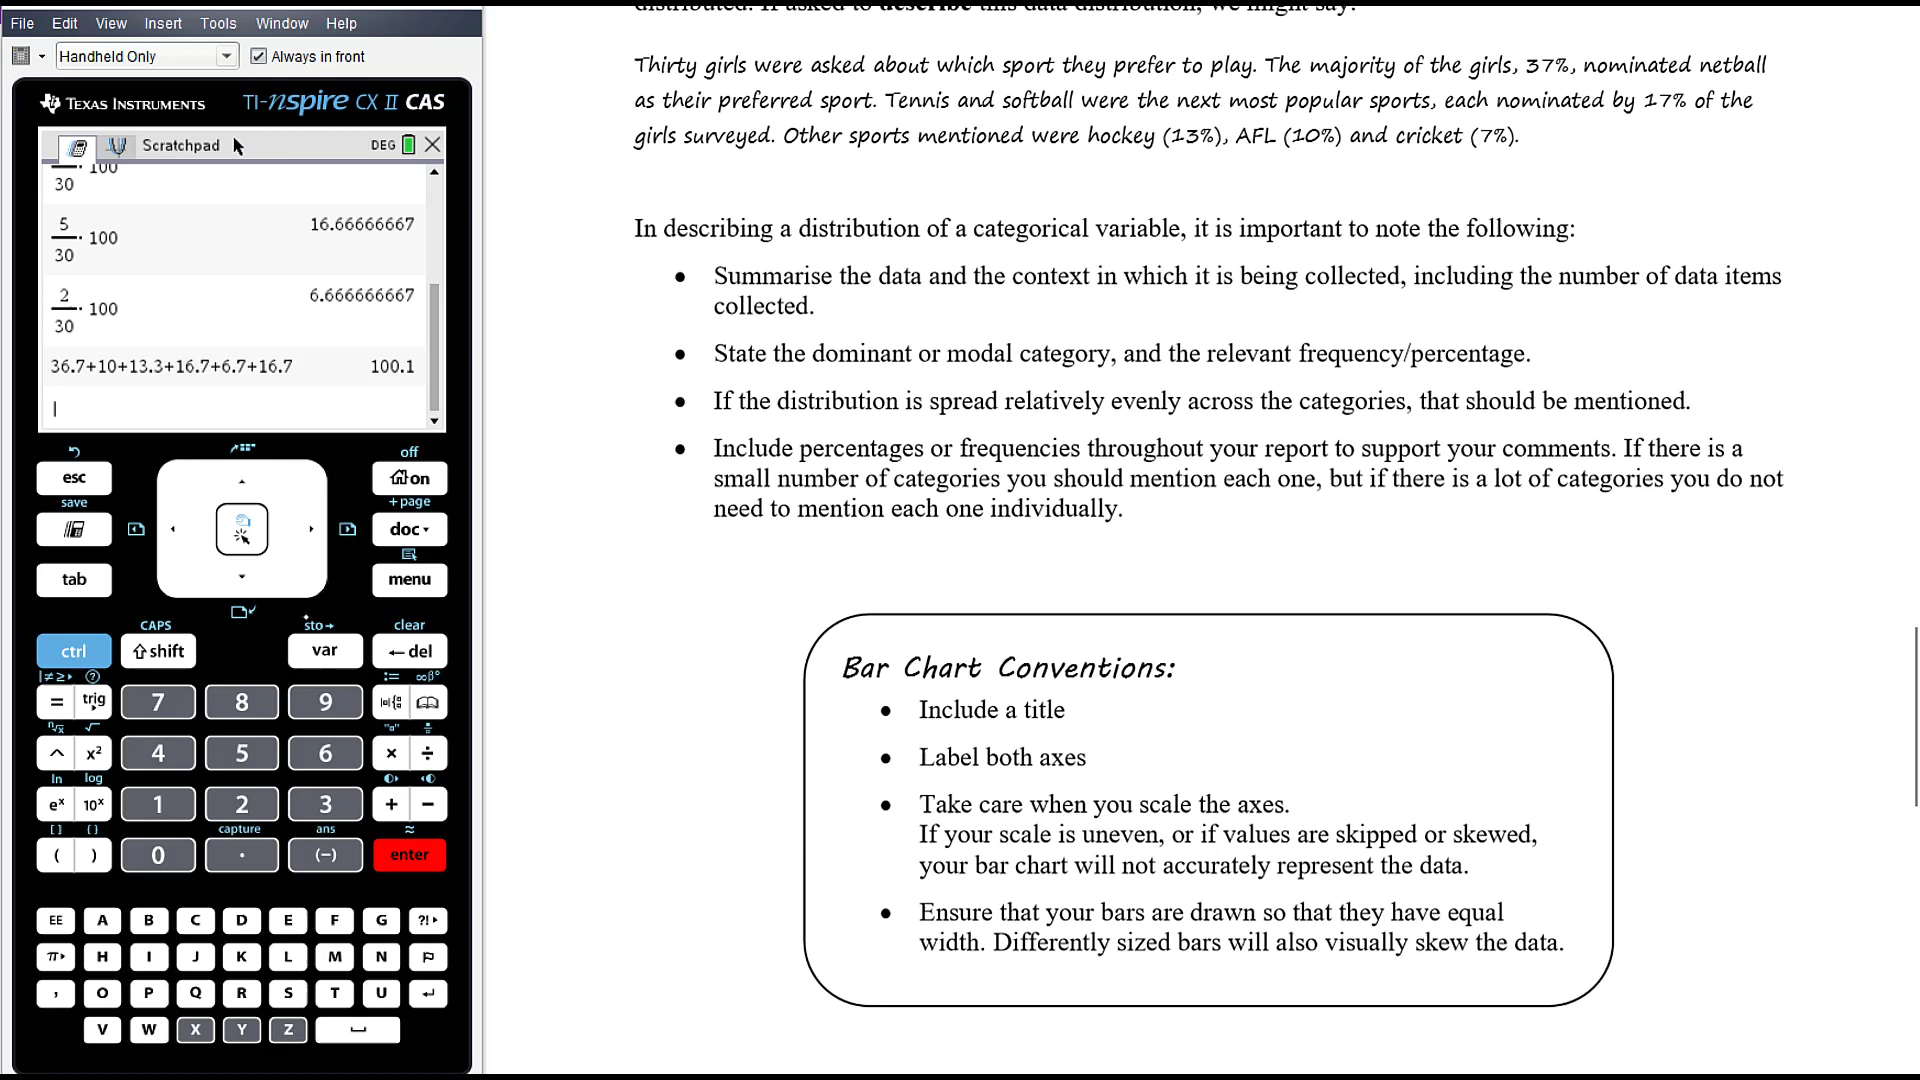 File Edit View Insert Tools Window Help
Handheld Only Always in front
TEXAS INSTRUMENTS TI-nspire CX II CAS
Scratchpad DEG
30 · 100
5/30 · 100 16.66666667
2/30 · 100 6.666666667
36.7+10+13.3+16.7+6.7+16.7 100.1
off
esc on
save +page
doc
tab menu
CAPS sto→ clear
ctrl shift var ←del
|≠≥▸ ? := ∞β°
= trig 7 8 9
ⁿ√x √ "□"
^ x² 4 5 6 × ÷
ln log
eˣ 10ˣ 1 2 3 + −
[ ] { } capture ans ≈
( ) 0 . (−) enter
EE A B C D E F G ?!▸
π▸ H I J K L M N
, O P Q R S T U ↵
V W X Y Z
distributed. If asked to describe this data distribution, we might say:
Thirty girls were asked about which sport they prefer to play. The majority of the girls, 37%, nominated netball
as their preferred sport. Tennis and softball were the next most popular sports, each nominated by 17% of the
girls surveyed. Other sports mentioned were hockey (13%), AFL (10%) and cricket (7%).
In describing a distribution of a categorical variable, it is important to note the following:
• Summarise the data and the context in which it is being collected, including the number of data items
collected.
• State the dominant or modal category, and the relevant frequency/percentage.
• If the distribution is spread relatively evenly across the categories, that should be mentioned.
• Include percentages or frequencies throughout your report to support your comments. If there is a
small number of categories you should mention each one, but if there is a lot of categories you do not
need to mention each one individually.
Bar Chart Conventions:
• Include a title
• Label both axes
• Take care when you scale the axes.
If your scale is uneven, or if values are skipped or skewed,
your bar chart will not accurately represent the data.
• Ensure that your bars are drawn so that they have equal
width. Differently sized bars will also visually skew the data.